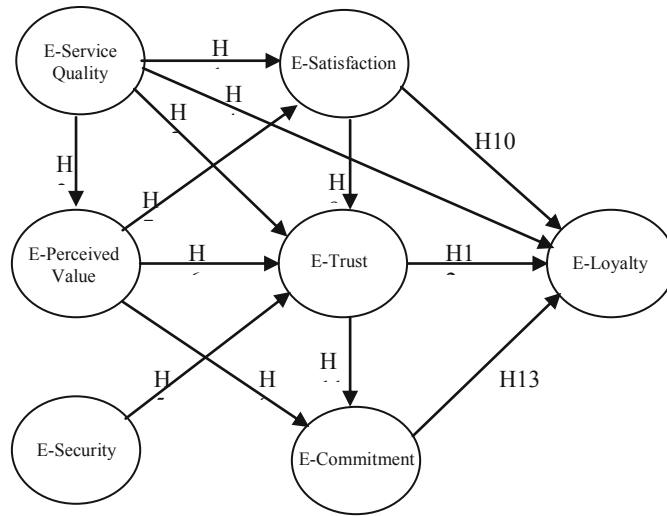 E-Service
Quality
E-Satisfaction
H
H
H
H
H10
H
H
E-Perceived
Value
H
E-Trust
H1
E-Loyalty
H
H
H
H13
E-Security
E-Commitment